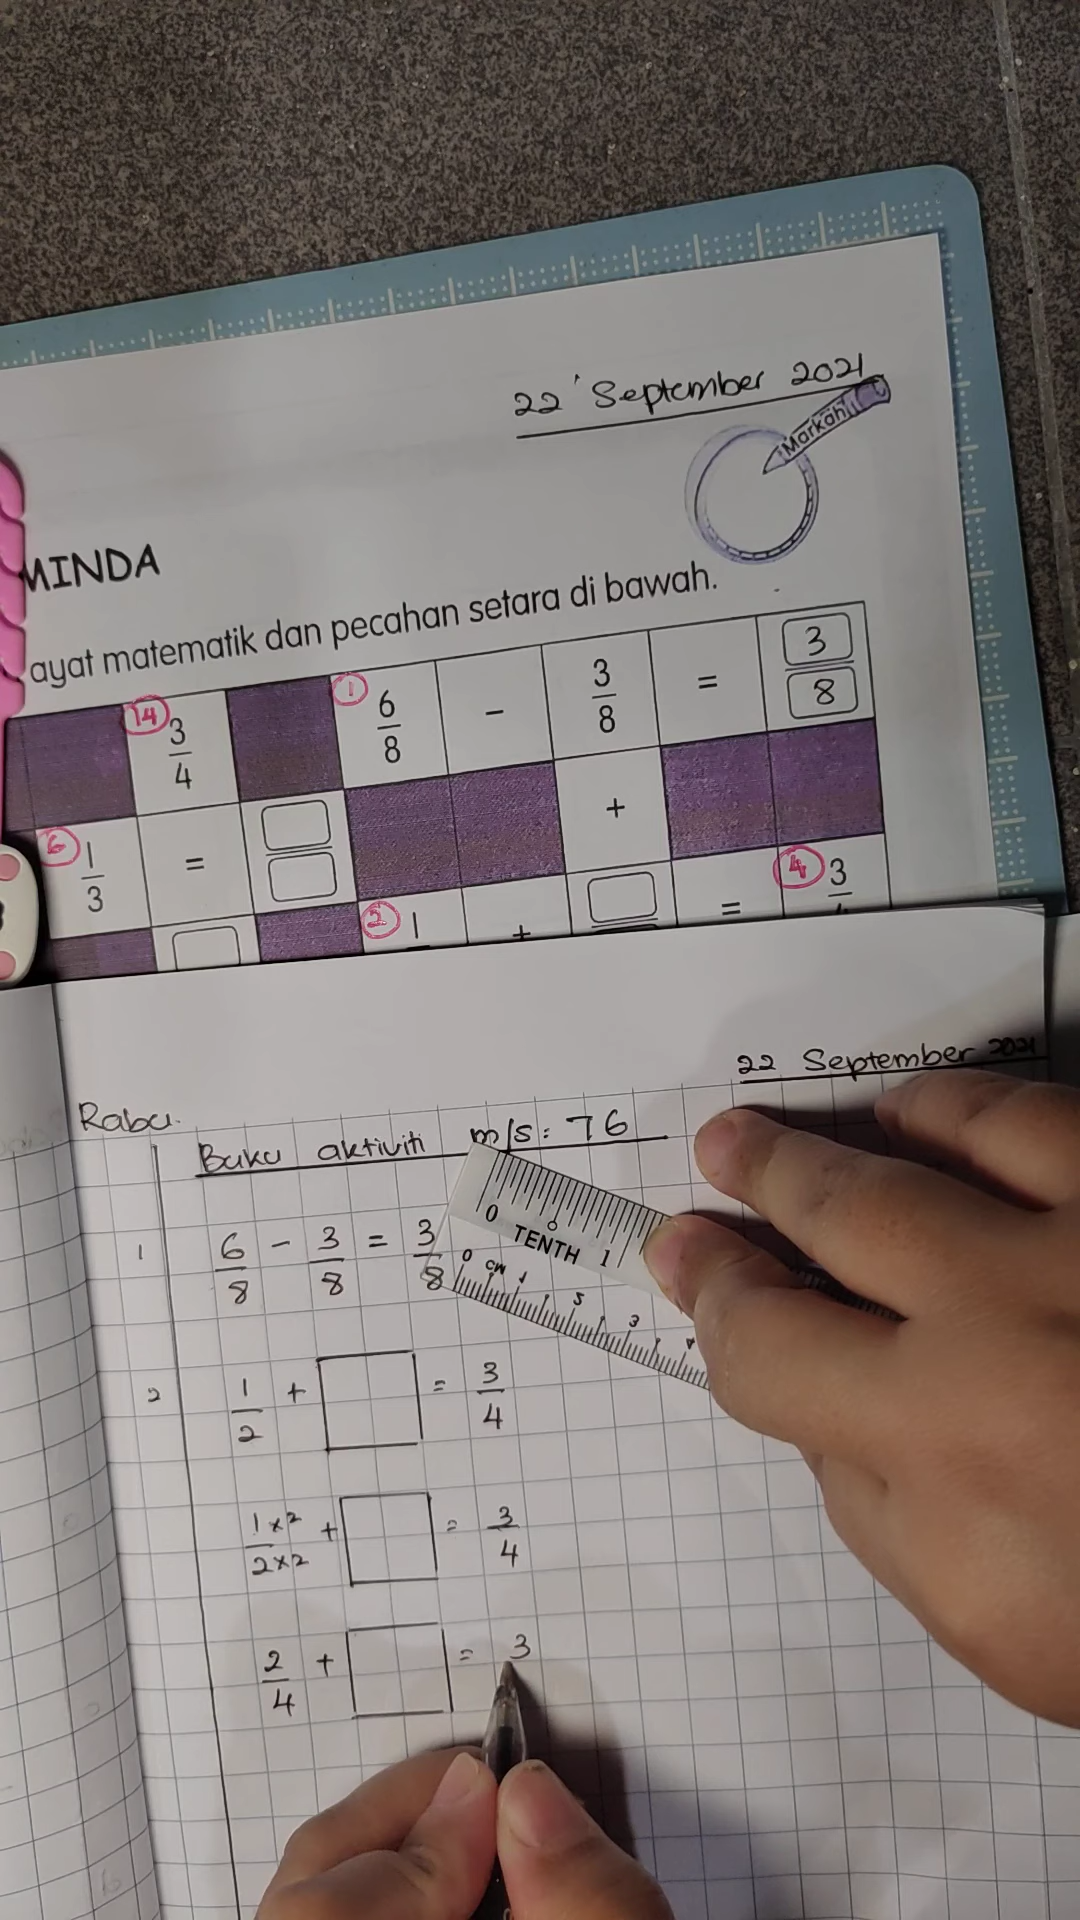 22 September 2021
Markah
MINDA
ayat matematik dan pecahan setara di bawah.
14 3/4 1 6/8 - 3/8 = 3/8
+
6 1/3 =
2 1 + = 4 3
22 September 2021
Rabu.
Buku aktiviti m/s: 76
1 6/8 - 3/8 = 3/8
0 TENTH 1
0 CM 1
2 1/2 + = 3/4
1×2/2×2 + = 3/4
2/4 + = 3